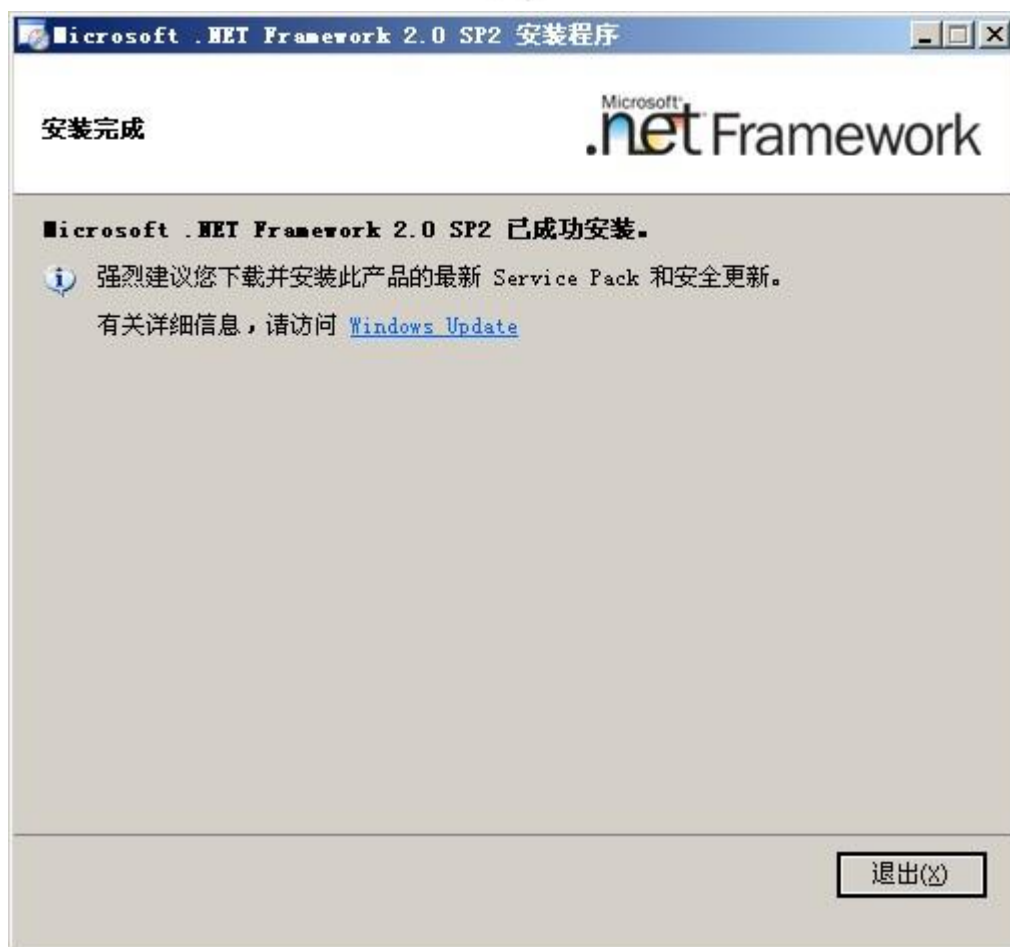 Microsoft .NET Framework 2.0 SP2 安装程序
安装完成
Microsoft
.net Framework
Microsoft .NET Framework 2.0 SP2 已成功安装。
强烈建议您下载并安装此产品的最新 Service Pack 和安全更新。
有关详细信息，请访问 Windows Update
退出(X)